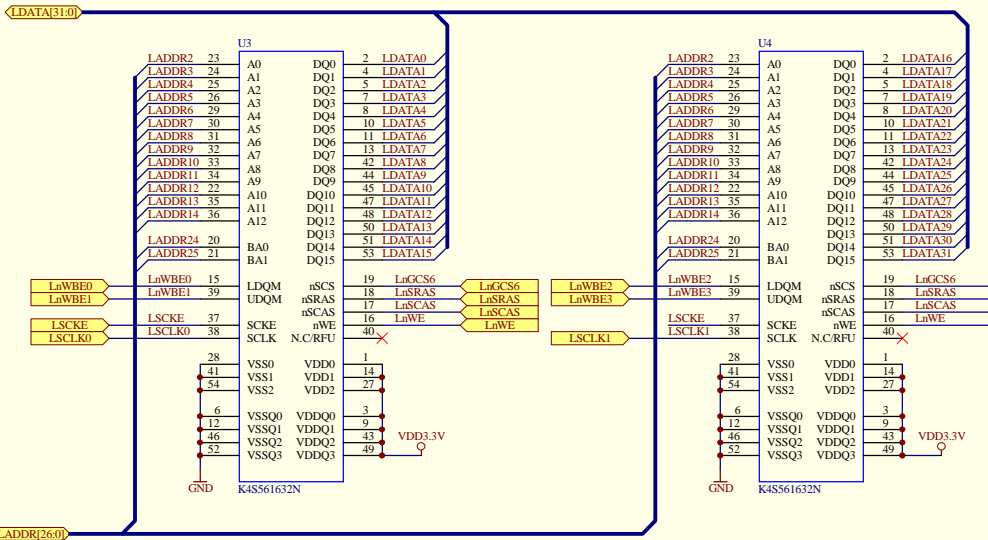 LDATA[31:0]
U3
LADDR2 23 A0 DQ0 2 LDATA0
LADDR3 24 A1 DQ1 4 LDATA1
LADDR4 25 A2 DQ2 5 LDATA2
LADDR5 26 A3 DQ3 7 LDATA3
LADDR6 29 A4 DQ4 8 LDATA4
LADDR7 30 A5 DQ5 10 LDATA5
LADDR8 31 A6 DQ6 11 LDATA6
LADDR9 32 A7 DQ7 13 LDATA7
LADDR10 33 A8 DQ8 42 LDATA8
LADDR11 34 A9 DQ9 44 LDATA9
LADDR12 22 A10 DQ10 45 LDATA10
LADDR13 35 A11 DQ11 47 LDATA11
LADDR14 36 A12 DQ12 48 LDATA12
DQ13 50 LDATA13
LADDR24 20 BA0 DQ14 51 LDATA14
LADDR25 21 BA1 DQ15 53 LDATA15
LnWBE0 LnWBE0 15 LDQM nSCS 19 LnGCS6 LnGCS6
LnWBE1 LnWBE1 39 UDQM nSRAS 18 LnSRAS LnSRAS
nSCAS 17 LnSCAS LnSCAS
LSCKE LSCKE 37 SCKE nWE 16 LnWE LnWE
LSCLK0 LSCLK0 38 SCLK N.C/RFU 40
28 VSS0 VDD0 1
41 VSS1 VDD1 14
54 VSS2 VDD2 27
6 VSSQ0 VDDQ0 3
12 VSSQ1 VDDQ1 9
46 VSSQ2 VDDQ2 43 VDD3.3V
52 VSSQ3 VDDQ3 49
GND K4S561632N
U4
LADDR2 23 A0 DQ0 2 LDATA16
LADDR3 24 A1 DQ1 4 LDATA17
LADDR4 25 A2 DQ2 5 LDATA18
LADDR5 26 A3 DQ3 7 LDATA19
LADDR6 29 A4 DQ4 8 LDATA20
LADDR7 30 A5 DQ5 10 LDATA21
LADDR8 31 A6 DQ6 11 LDATA22
LADDR9 32 A7 DQ7 13 LDATA23
LADDR10 33 A8 DQ8 42 LDATA24
LADDR11 34 A9 DQ9 44 LDATA25
LADDR12 22 A10 DQ10 45 LDATA26
LADDR13 35 A11 DQ11 47 LDATA27
LADDR14 36 A12 DQ12 48 LDATA28
DQ13 50 LDATA29
LADDR24 20 BA0 DQ14 51 LDATA30
LADDR25 21 BA1 DQ15 53 LDATA31
LnWBE2 LnWBE2 15 LDQM nSCS 19 LnGCS6
LnWBE3 LnWBE3 39 UDQM nSRAS 18 LnSRAS
nSCAS 17 LnSCAS
LSCKE 37 SCKE nWE 16 LnWE
LSCLK1 LSCLK1 38 SCLK N.C/RFU 40
28 VSS0 VDD0 1
41 VSS1 VDD1 14
54 VSS2 VDD2 27
6 VSSQ0 VDDQ0 3
12 VSSQ1 VDDQ1 9
46 VSSQ2 VDDQ2 43 VDD3.3V
52 VSSQ3 VDDQ3 49
GND K4S561632N
LADDR[26:0]